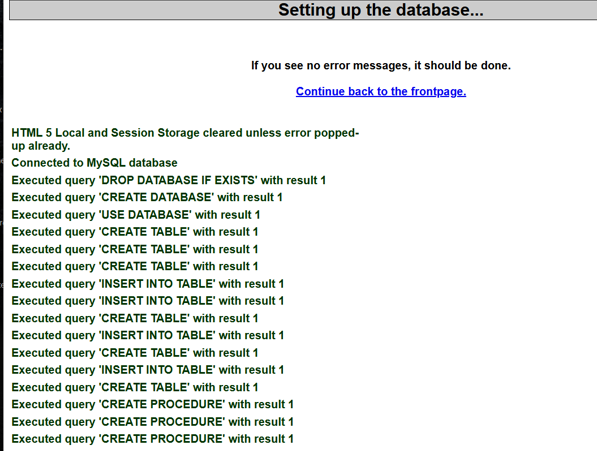 Setting up the database...
If you see no error messages, it should be done.
Continue back to the frontpage.
HTML 5 Local and Session Storage cleared unless error popped-
up already.
Connected to MySQL database
Executed query 'DROP DATABASE IF EXISTS' with result 1
Executed query 'CREATE DATABASE' with result 1
Executed query 'USE DATABASE' with result 1
Executed query 'CREATE TABLE' with result 1
Executed query 'CREATE TABLE' with result 1
Executed query 'CREATE TABLE' with result 1
Executed query 'INSERT INTO TABLE' with result 1
Executed query 'INSERT INTO TABLE' with result 1
Executed query 'CREATE TABLE' with result 1
Executed query 'INSERT INTO TABLE' with result 1
Executed query 'CREATE TABLE' with result 1
Executed query 'INSERT INTO TABLE' with result 1
Executed query 'CREATE TABLE' with result 1
Executed query 'CREATE PROCEDURE' with result 1
Executed query 'CREATE PROCEDURE' with result 1
Executed query 'CREATE PROCEDURE' with result 1